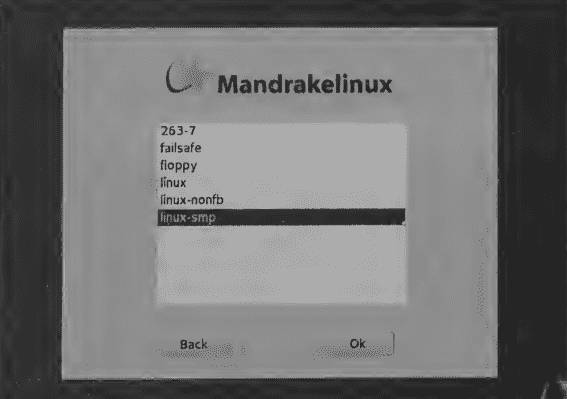 Mandrakelinux
263-7
failsafe
floppy
linux
linux-nonfb
linux-smp
Back
Ok